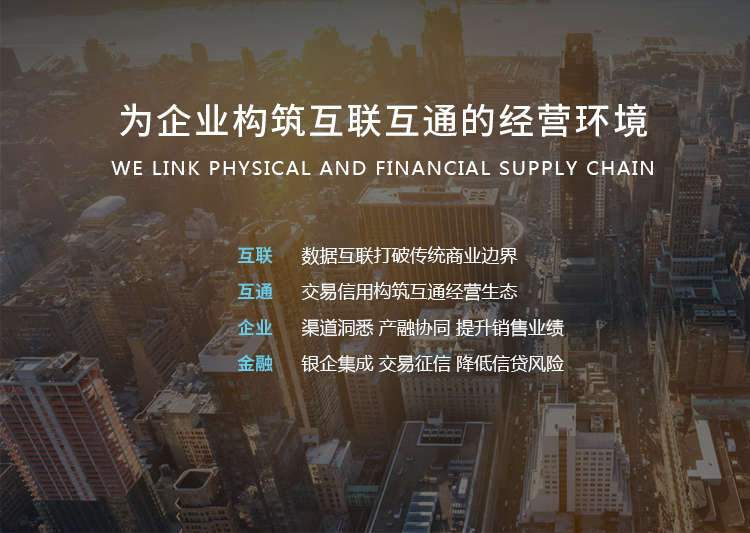 为企业构筑互联互通的经营环境
WE LINK PHYSICAL AND FINANCIAL SUPPLY CHAIN
互联 数据互联打破传统商业边界
互通 交易信用构筑互通经营生态
企业 渠道洞悉 产融协同 提升销售业绩
金融 银企集成 交易征信 降低信贷风险